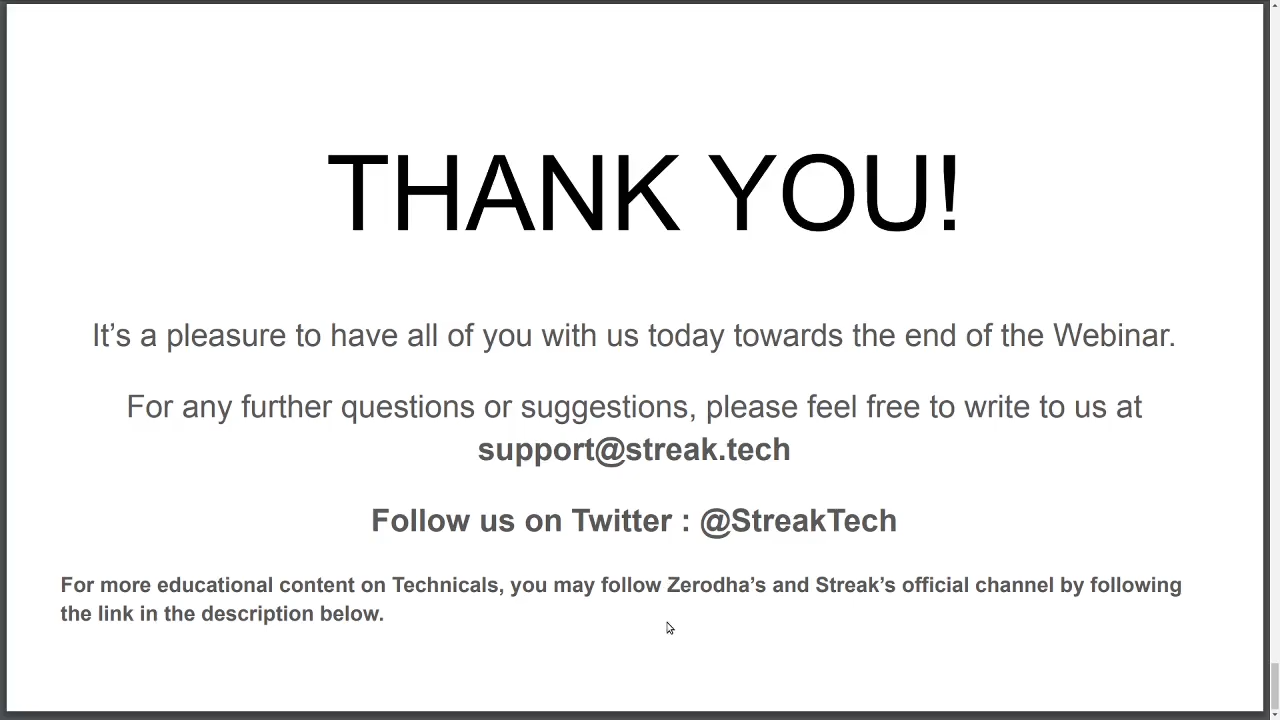 THANK YOU!
It’s a pleasure to have all of you with us today towards the end of the Webinar.
For any further questions or suggestions, please feel free to write to us at
support@streak.tech
Follow us on Twitter : @StreakTech
For more educational content on Technicals, you may follow Zerodha’s and Streak’s official channel by following
the link in the description below.